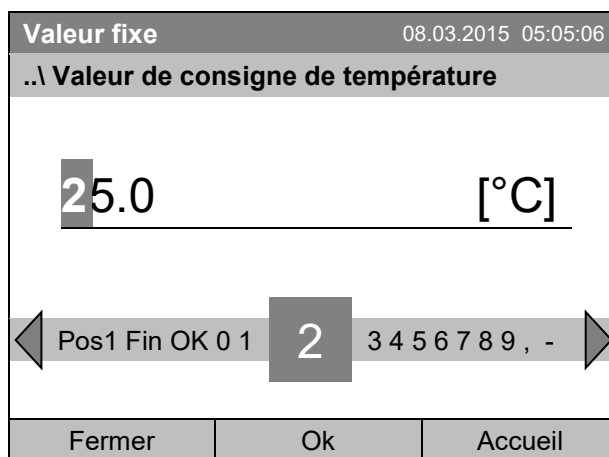 Valeur fixe 08.03.2015 05:05:06
..\ Valeur de consigne de température
25.0 [°C]
Pos1 Fin OK 0 1 2 3 4 5 6 7 8 9 , -
Fermer Ok Accueil